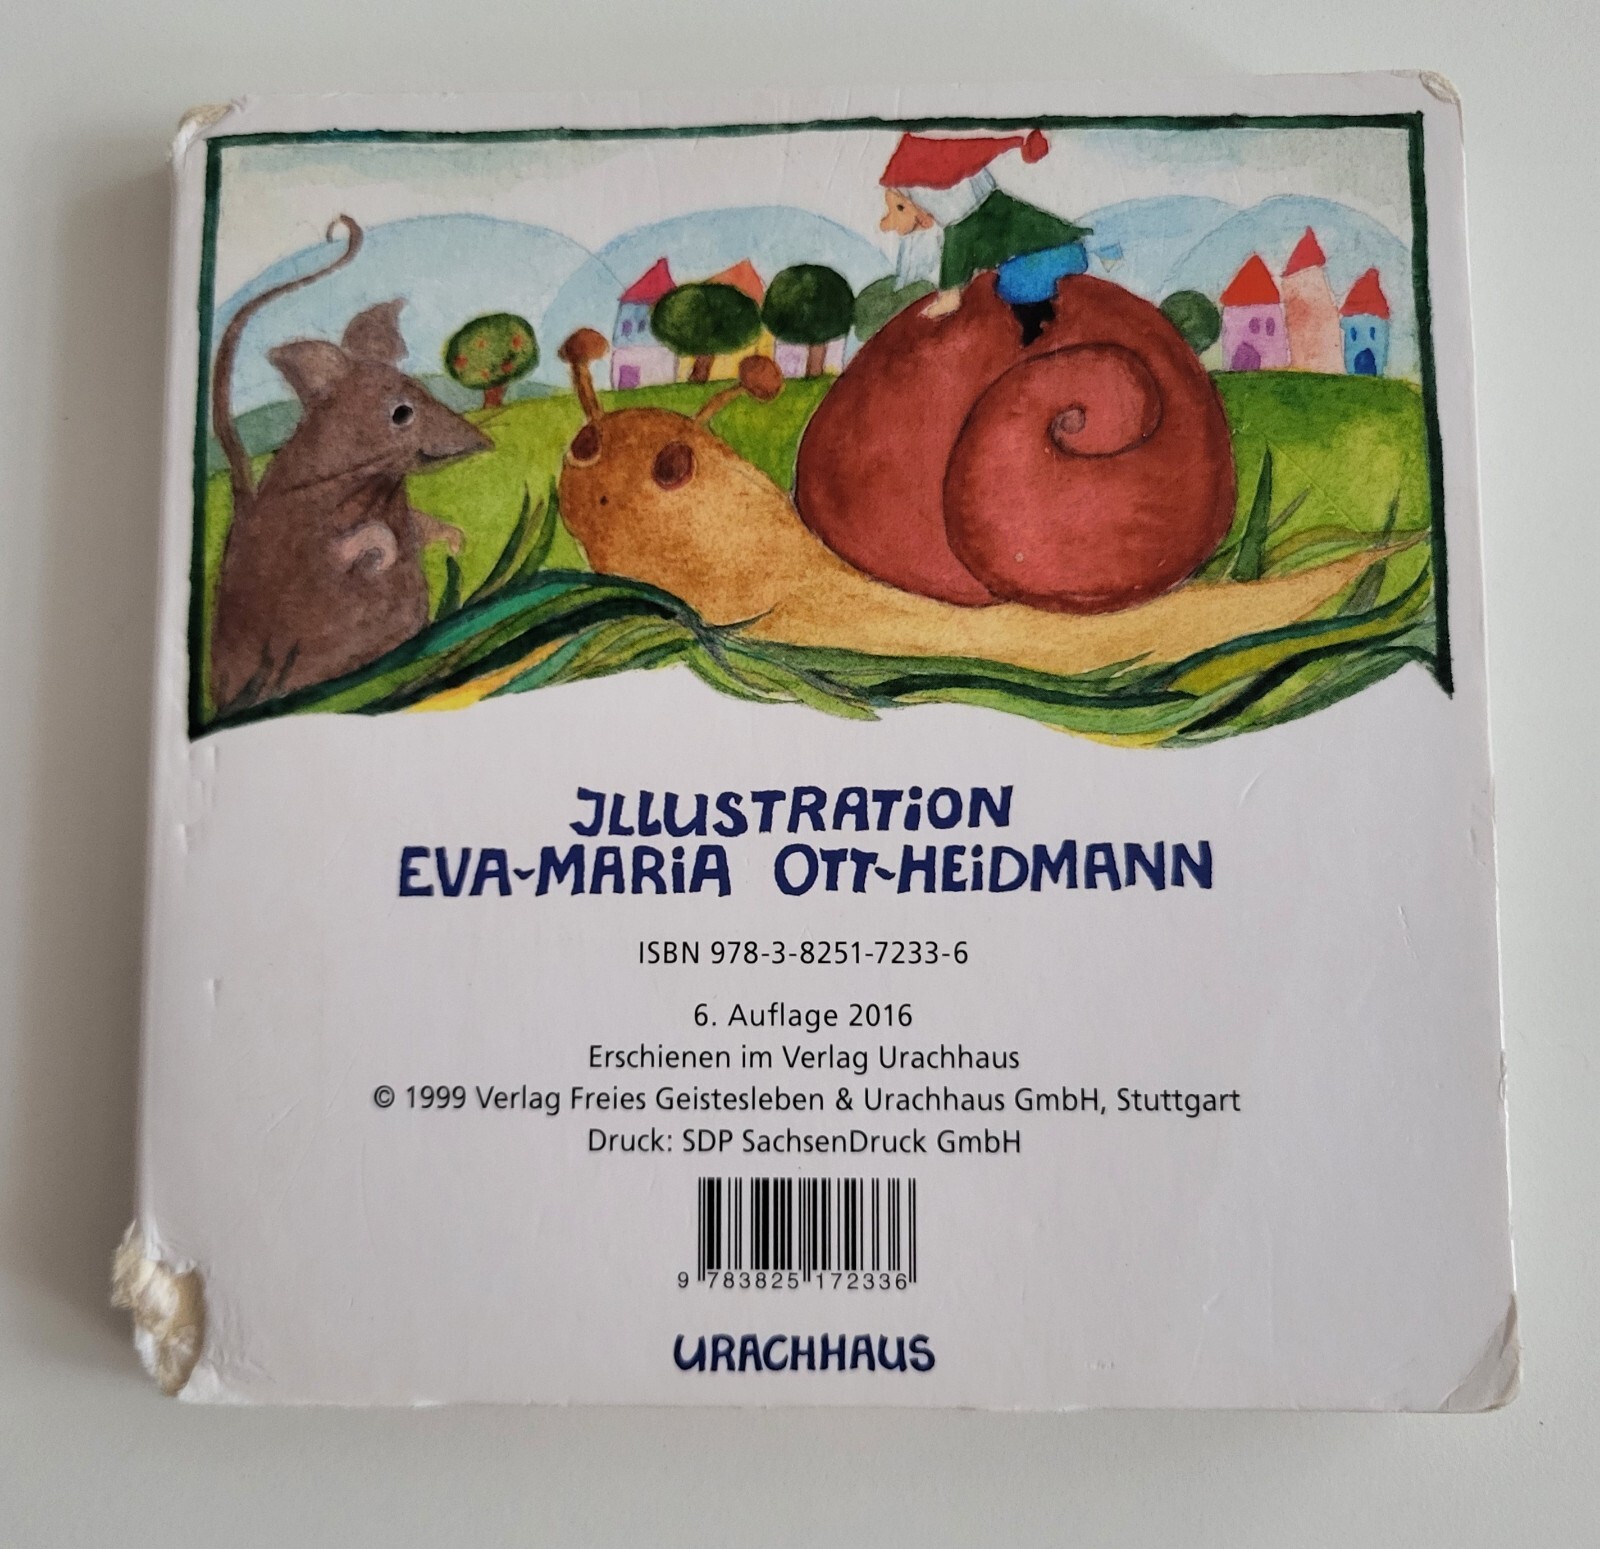 ILLUSTRATiON
EVA-MARiA OTT-HEiDMANN
ISBN 978-3-8251-7233-6
6. Auflage 2016
Erschienen im Verlag Urachhaus
© 1999 Verlag Freies Geistesleben & Urachhaus GmbH, Stuttgart
Druck: SDP SachsenDruck GmbH
9 783825 172336
URACHHAUS